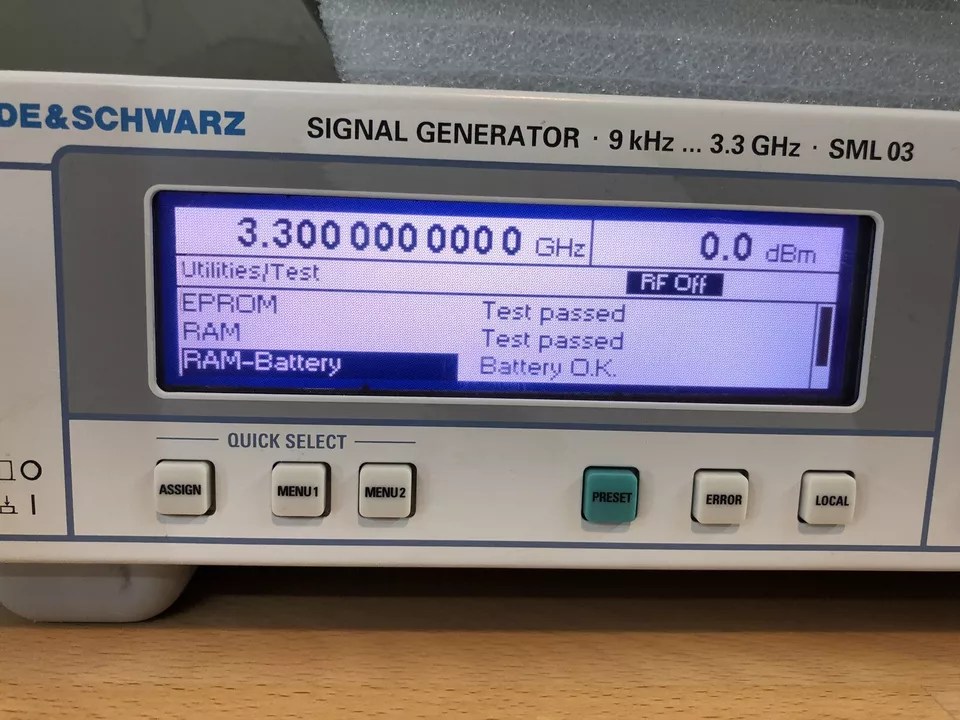 DE&SCHWARZ
SIGNAL GENERATOR · 9 kHz ... 3.3 GHz · SML 03
3.300 000 000 0 GHz
0.0 dBm
Utilities/Test
RF Off
EPROM Test passed
RAM Test passed
RAM-Battery Battery O.K.
QUICK SELECT
ASSIGN MENU1 MENU2 PRESET ERROR LOCAL